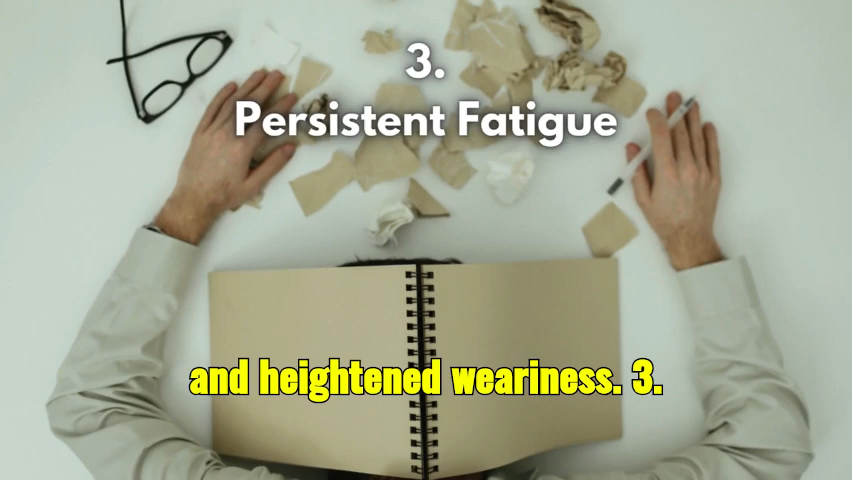 3.
Persistent Fatigue
and heightened weariness. 3.